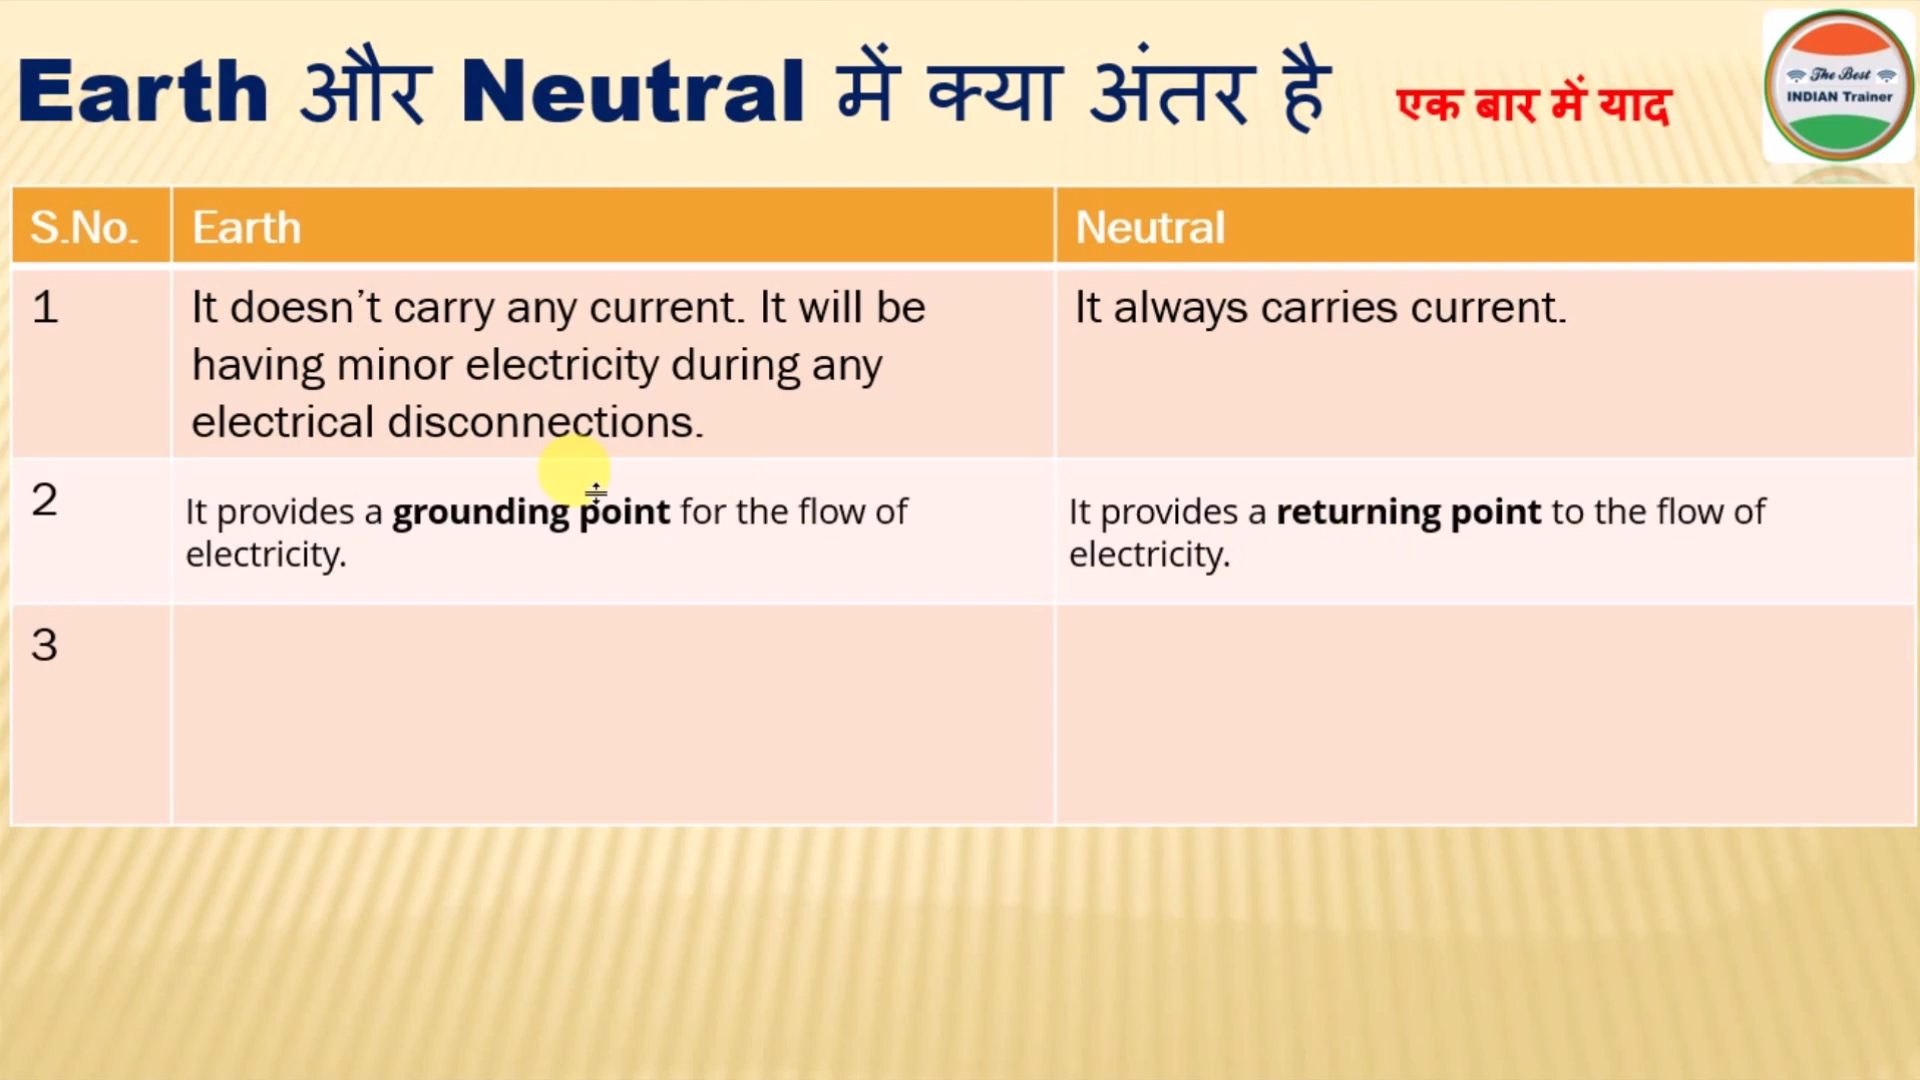 Earth और Neutral में क्या अंतर है एक बार में याद
The Best
INDIAN Trainer
S.No. Earth Neutral
1 It doesn’t carry any current. It will be It always carries current.
having minor electricity during any
electrical disconnections.
2 It provides a grounding point for the flow of
electricity.
It provides a returning point to the flow of
electricity.
3